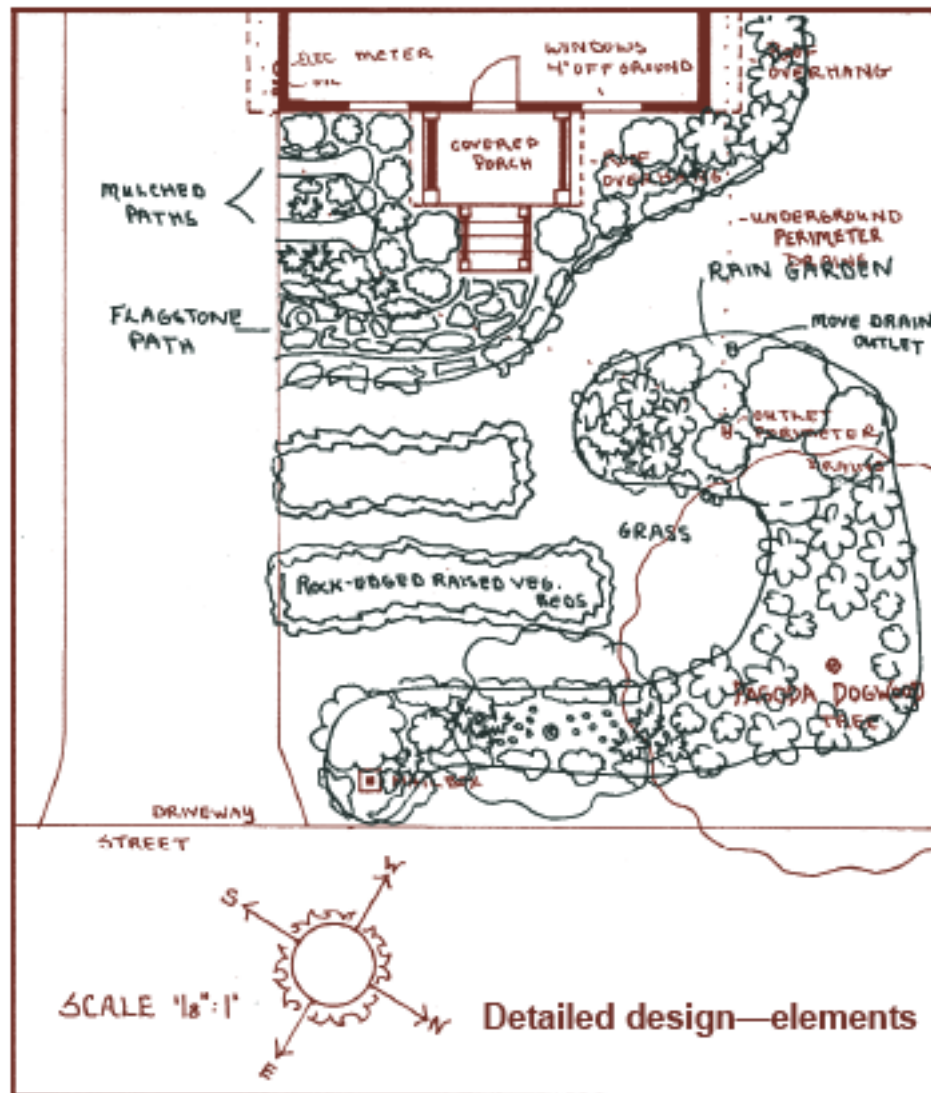 ELEC METER
WINDOWS
4' OFF GROUND
ROOF
OVERHANG
COVERED
PORCH
ROOF
OVERHANG
MULCHED
PATHS
UNDERGROUND
PERIMETER
DRAINS
RAIN GARDEN
FLAGSTONE
PATH
MOVE DRAIN
OUTLET
OUTLET
PERIMETER
DRAINS
GRASS
ROCK-EDGED RAISED VEG.
BEDS
PAGODA DOGWOOD
TREE
MAILBOX
DRIVEWAY
STREET
W
S
SCALE 1/8":1'
N
E
Detailed design—elements